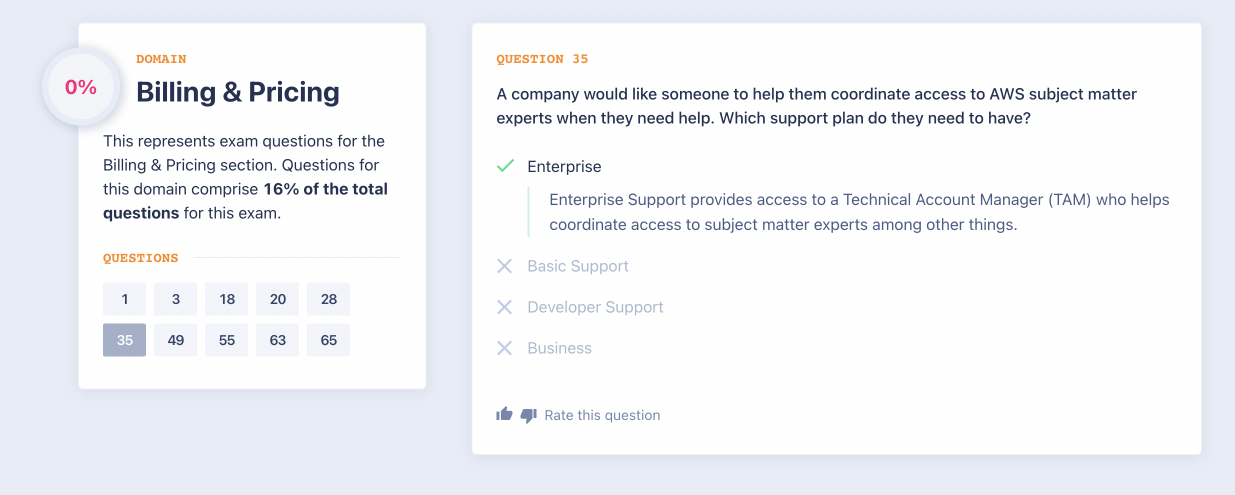 0%
DOMAIN
Billing & Pricing
This represents exam questions for the
Billing & Pricing section. Questions for
this domain comprise 16% of the total
questions for this exam.
QUESTIONS
1 3 18 20 28
35 49 55 63 65
QUESTION 35
A company would like someone to help them coordinate access to AWS subject matter
experts when they need help. Which support plan do they need to have?
Enterprise
Enterprise Support provides access to a Technical Account Manager (TAM) who helps
coordinate access to subject matter experts among other things.
Basic Support
Developer Support
Business
Rate this question